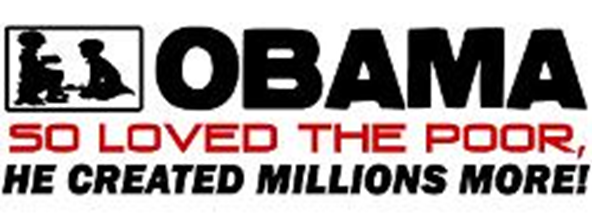 OBAMA
SO LOVED THE POOR,
HE CREATED MILLIONS MORE!